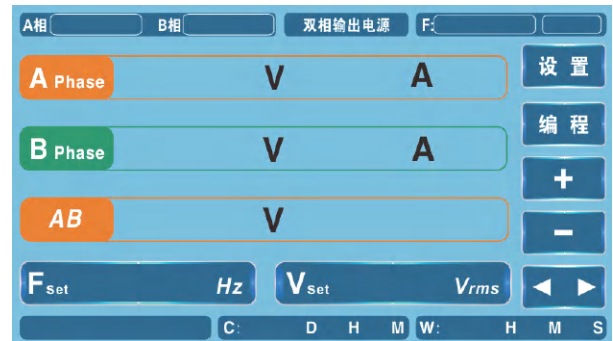 A相 B相 双相输出电源 F:
A Phase V A 设 置
B Phase V A 编 程
+
AB V
−
Fset Hz Vset Vrms
C: D H M W: H M S